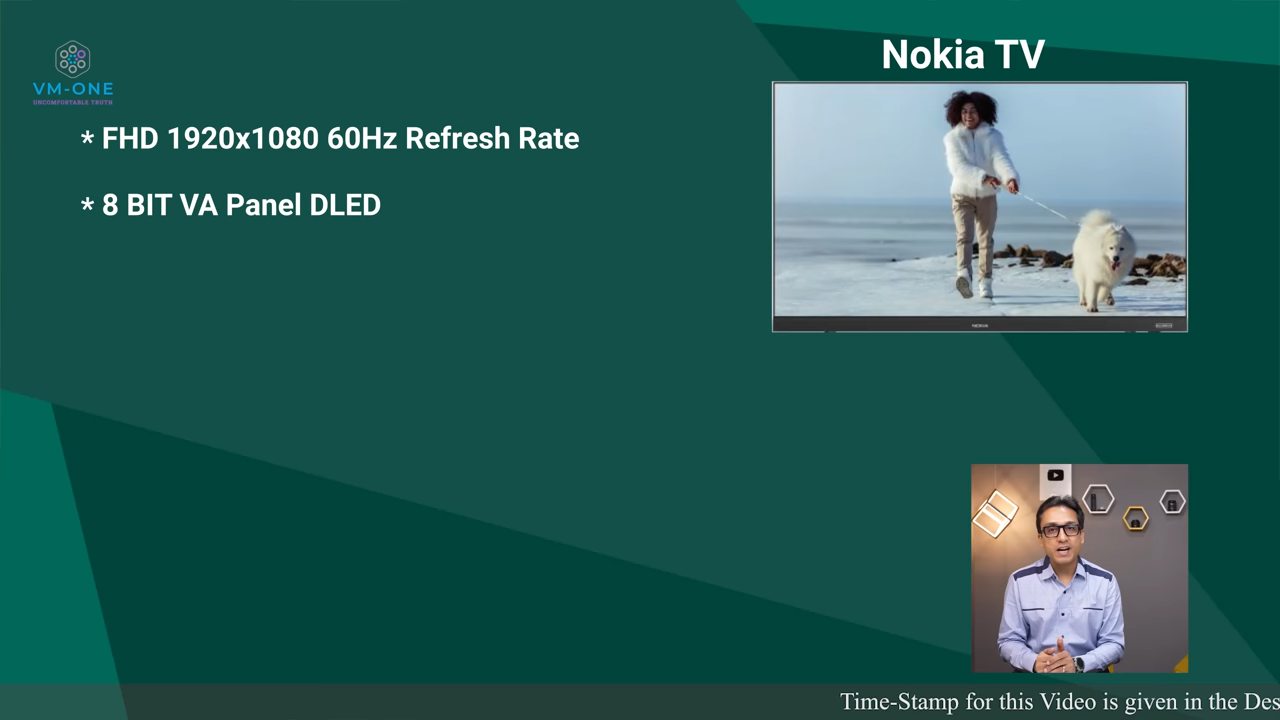 Nokia TV
VM-ONE
UNCOMFORTABLE TRUTH
* FHD 1920x1080 60Hz Refresh Rate
* 8 BIT VA Panel DLED
NOKIA
Time-Stamp for this Video is given in the Des